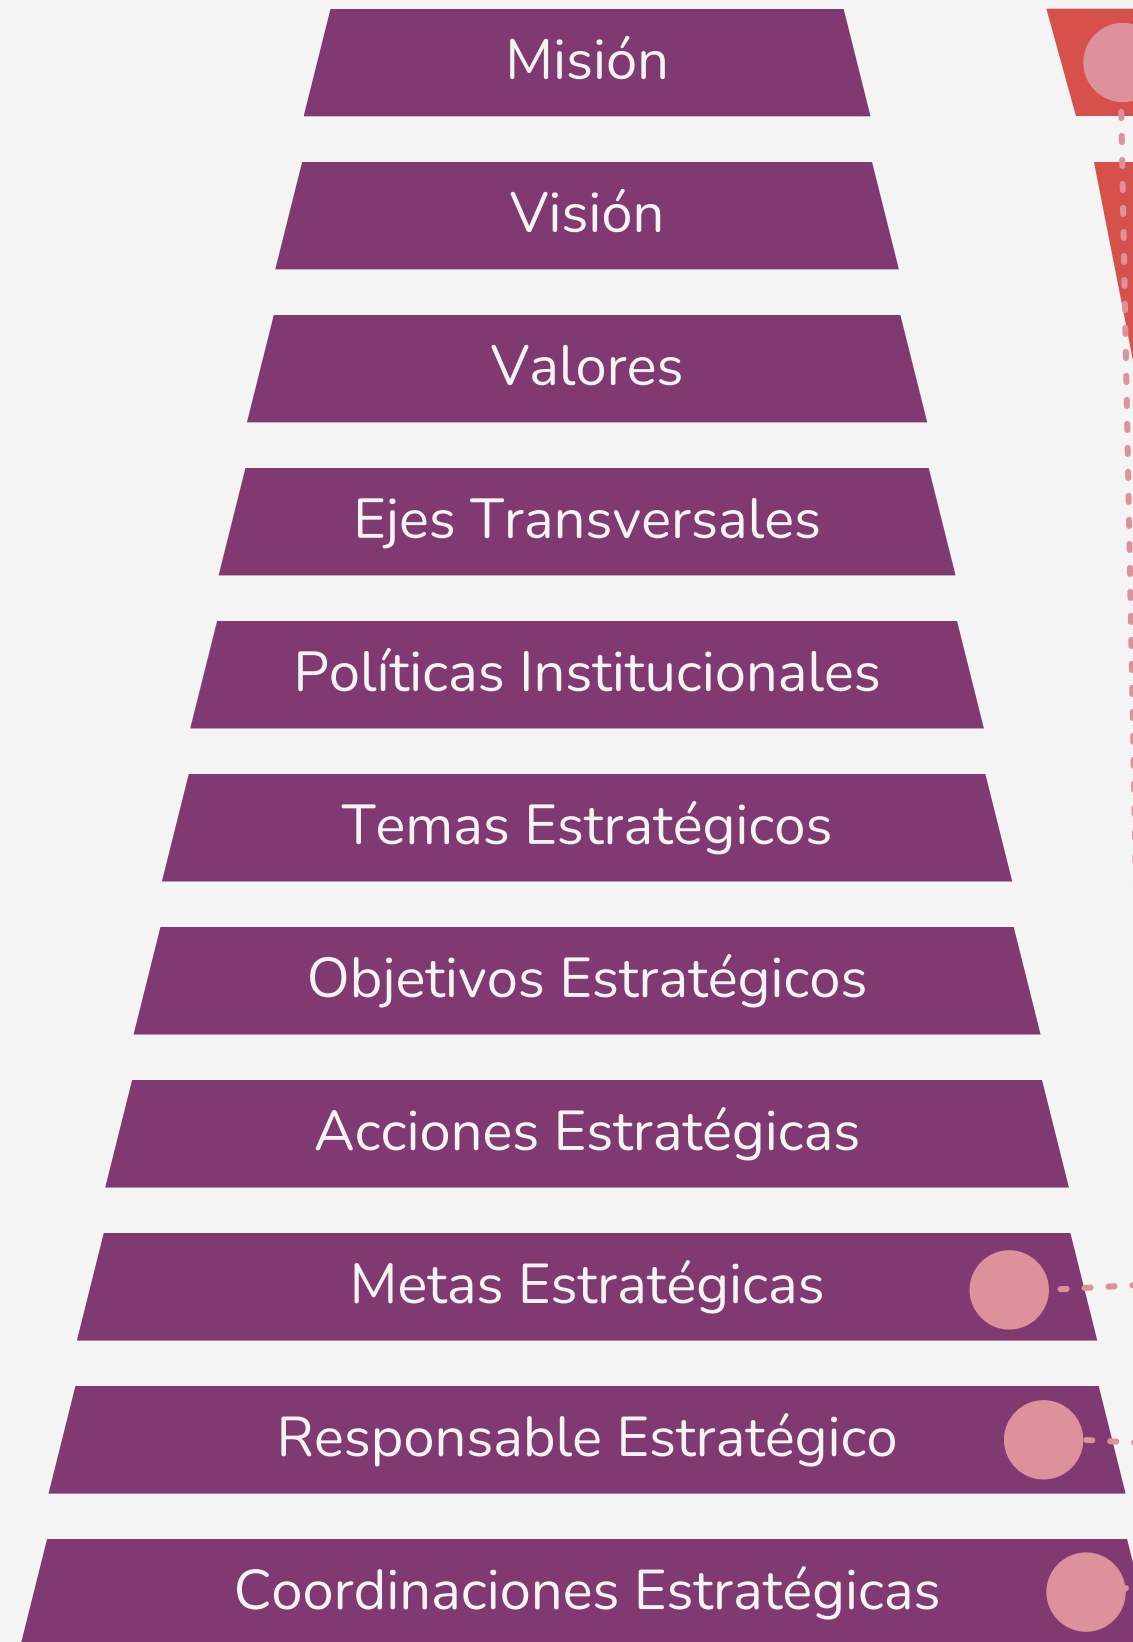 Misión
Visión
Valores
Ejes Transversales
Políticas Institucionales
Temas Estratégicos
Objetivos Estratégicos
Acciones Estratégicas
Metas Estratégicas
Responsable Estratégico
Coordinaciones Estratégicas